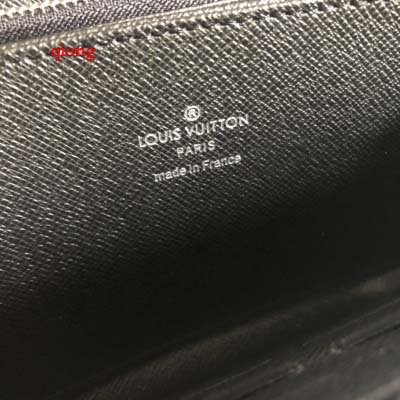 qiong
®
LOUIS VUITTON
PARIS
made in France